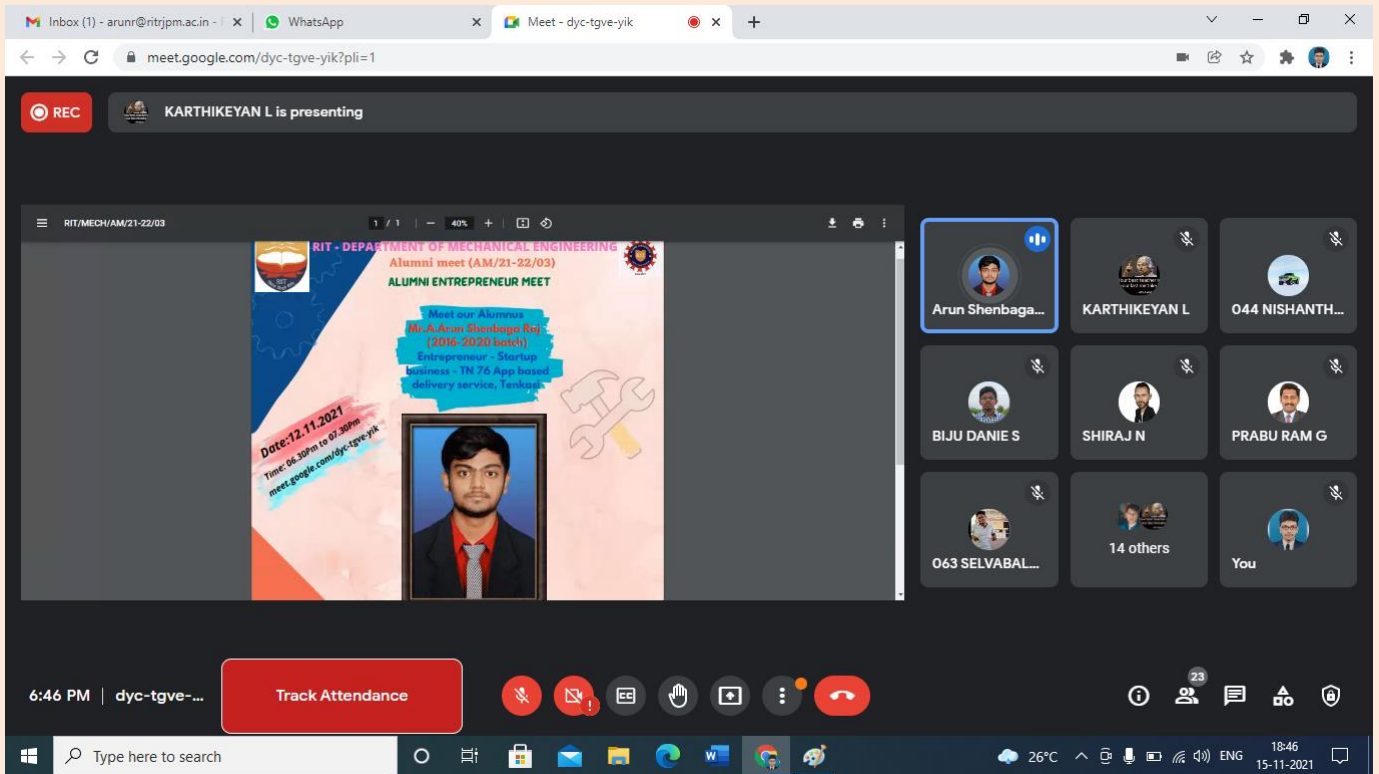 Inbox (1) - arunr@ritrjpm.ac.in -
WhatsApp
Meet - dyc-tgve-yik
meet.google.com/dyc-tgve-yik?pli=1
REC
KARTHIKEYAN L is presenting
RIT/MECH/AM/21-22/03
1 / 1
40%
RIT - DEPARTMENT OF MECHANICAL ENGINEERING
Alumni meet (AM/21-22/03)
ALUMNI ENTREPRENEUR MEET
Meet our Alumnus
Mr.A.Arun Shenbaga Raj
(2016-2020 batch)
Entrepreneur - Startup
business - TN 76 App based
delivery service, Tenkasi
Date:12.11.2021
Time: 06.30Pm to 07.30Pm
meet.google.com/dyc-tgve-yik
RIT
Arun Shenbaga...
KARTHIKEYAN L
044 NISHANTH...
BIJU DANIE S
SHIRAJ N
PRABU RAM G
063 SELVABAL...
14 others
You
6:46 PM | dyc-tgve-...
Track Attendance
CC
23
Type here to search
26°C
ENG
18:46
15-11-2021